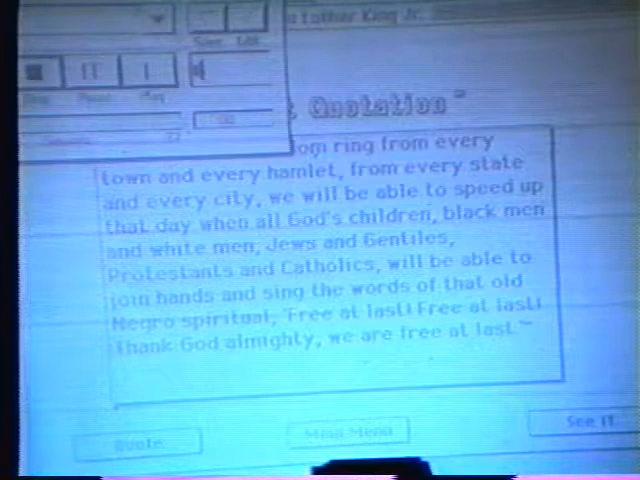 Luther King Jr.
Quotation"
om ring from every
town and every hamlet, from every state
and every city, we will be able to speed up
that day when all God's children, black men
and white men, Jews and Gentiles,
Protestants and Catholics, will be able to
join hands and sing the words of that old
Negro spiritual, "Free at last! Free at last!
Thank God almighty, we are free at last."
Quote
Main Menu
See It